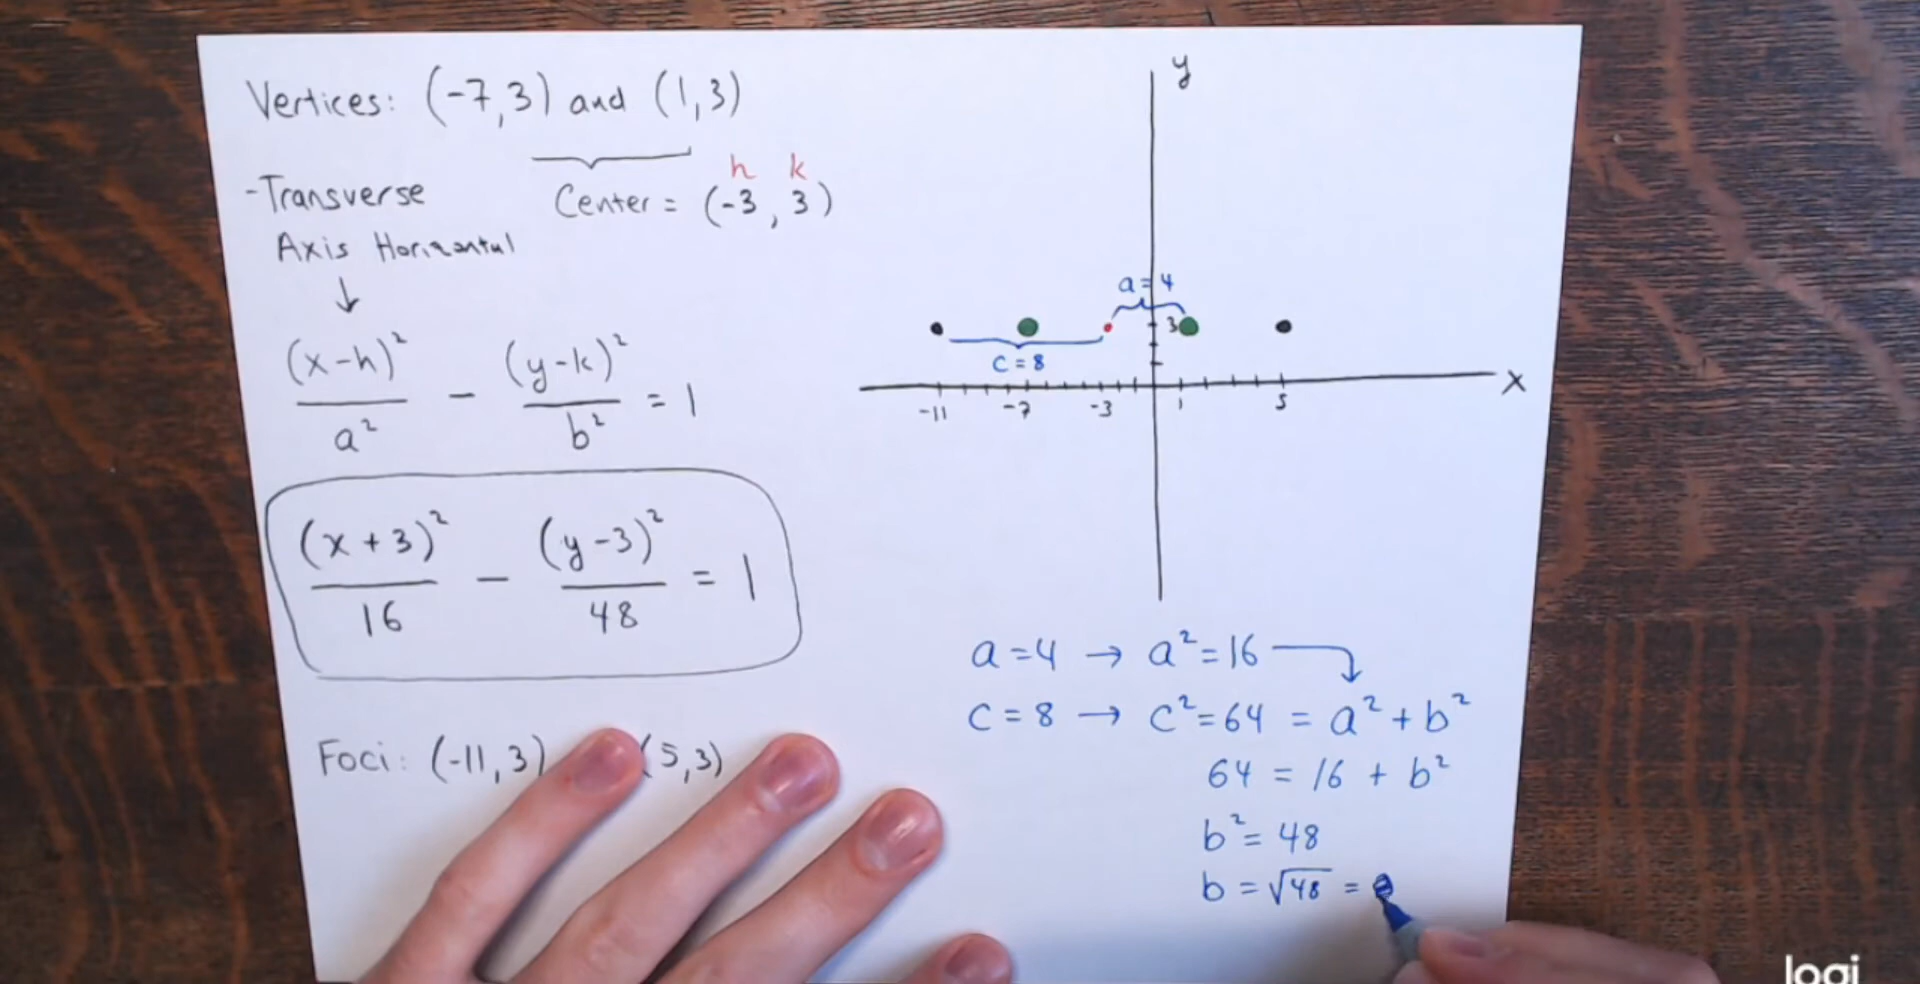 Vertices: (-7,3) and (1,3)
h k
-Transverse
Axis Horizontal
Center = (-3, 3)
(x-h)² / a² - (y-k)² / b² = 1
(x+3)² / 16 - (y-3)² / 48 = 1
Foci: (-11,3) (5,3)
y
a=4
3
c=8
x
-11 -7 -3 1 5
a=4 → a²=16
c=8 → c²=64 = a²+b²
64 = 16 + b²
b²= 48
b = √48 =
logi